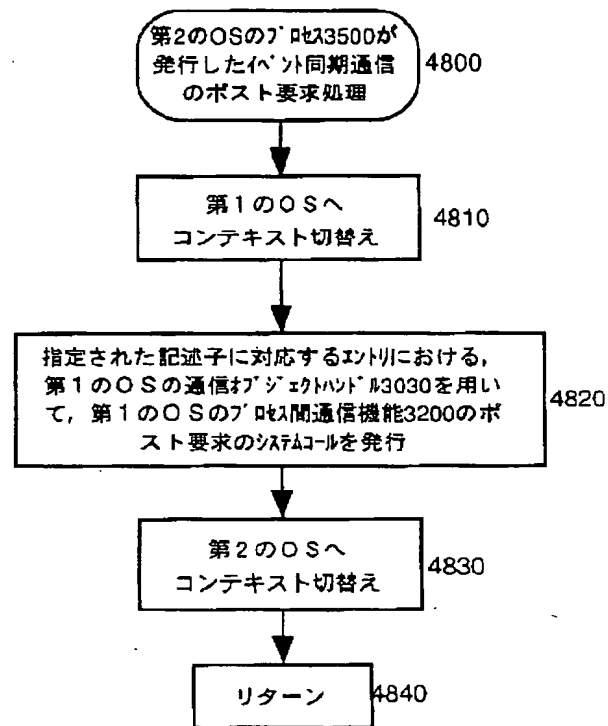 第2のOSのプロセス3500が
発行したイベント同期通信
のポスト要求処理
4800
第1のOSへ
コンテキスト切替え
4810
指定された記述子に対応するエントリにおける,
第1のOSの通信オブジェクトハンドル3030を用い
て, 第1のOSのプロセス間通信機能3200のポ
スト要求のシステムコールを発行
4820
第2のOSへ
コンテキスト切替え
4830
リターン
4840